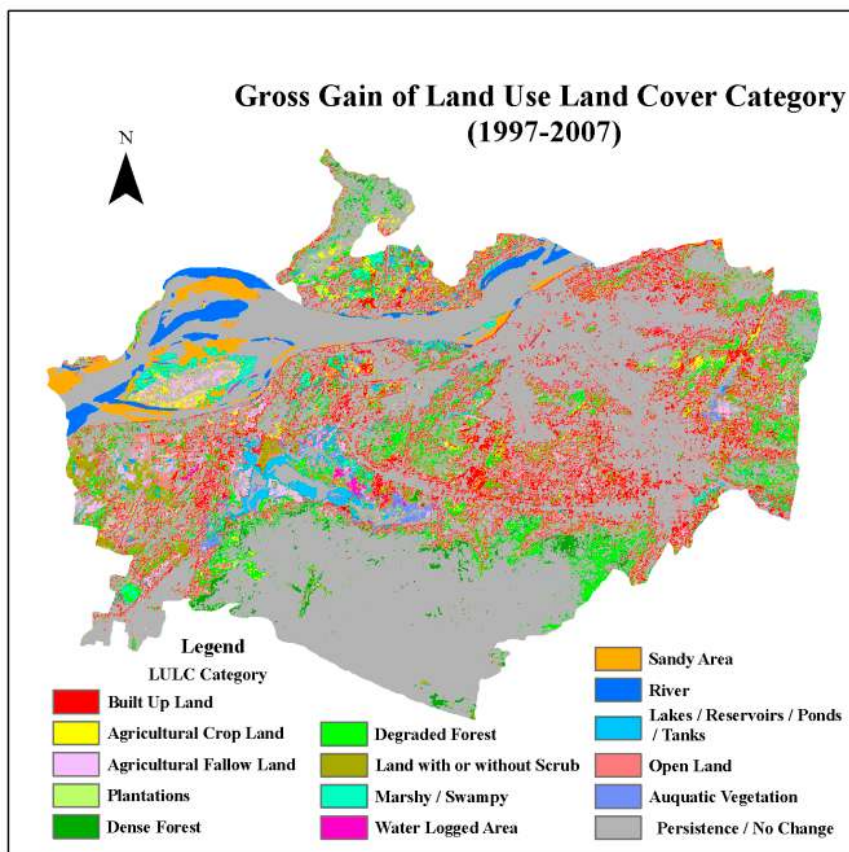 Gross Gain of Land Use Land Cover Category
(1997-2007)
N
Legend
LULC Category
Built Up Land
Agricultural Crop Land
Agricultural Fallow Land
Plantations
Dense Forest
Degraded Forest
Land with or without Scrub
Marshy / Swampy
Water Logged Area
Sandy Area
River
Lakes / Reservoirs / Ponds
/ Tanks
Open Land
Auquatic Vegetation
Persistence / No Change